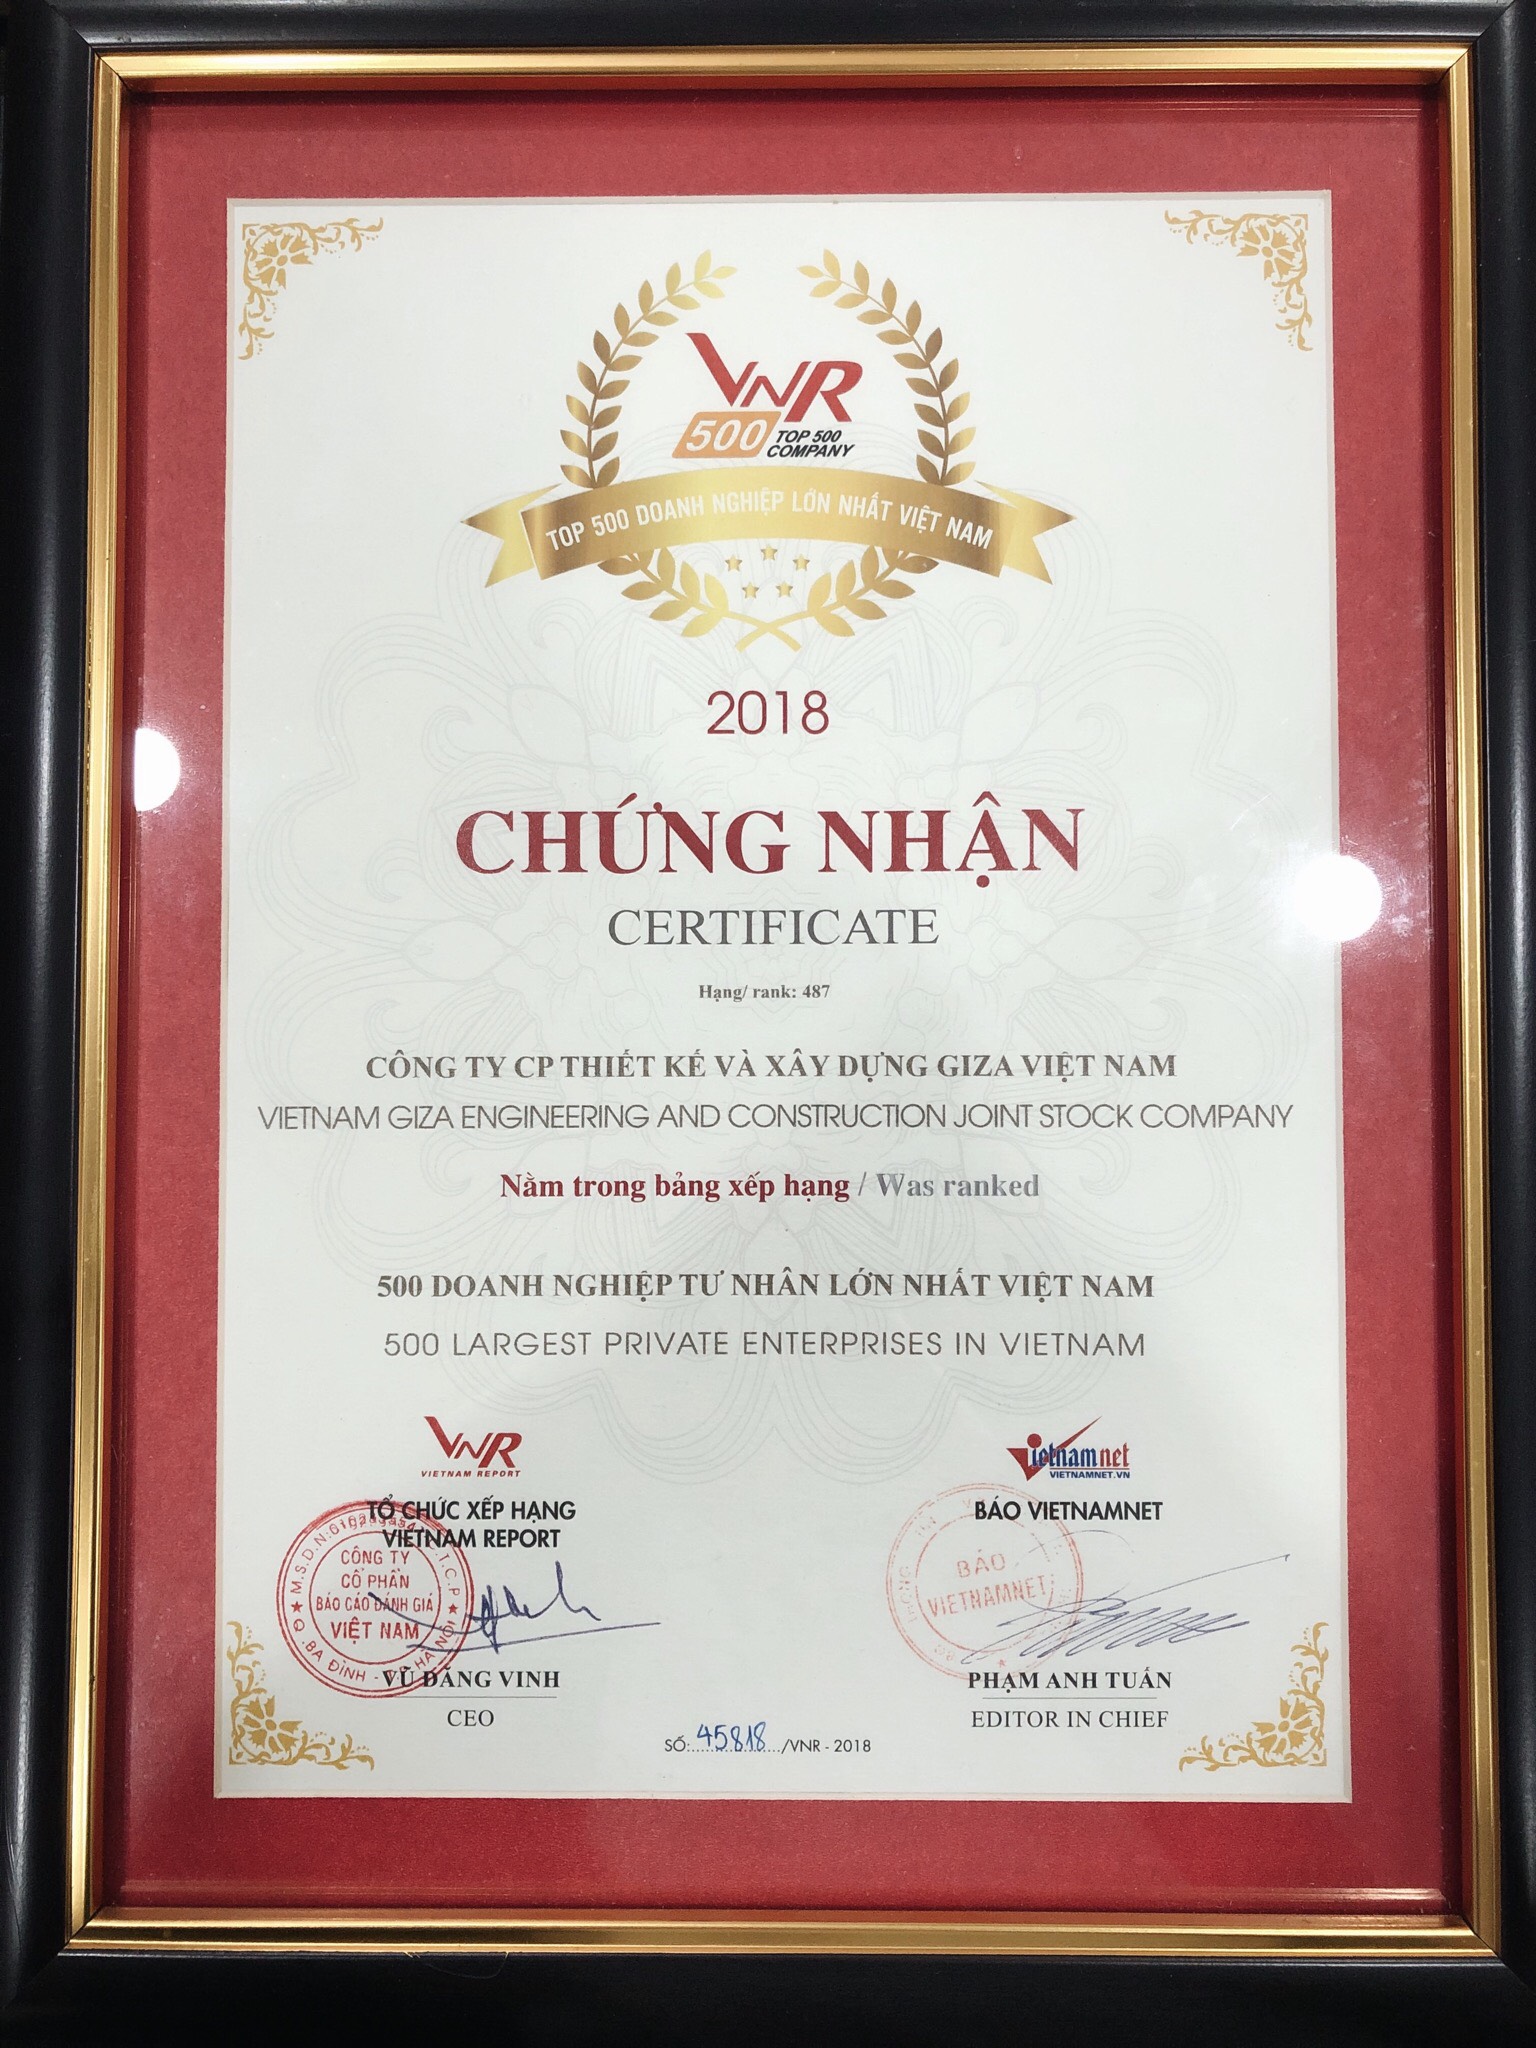 VNR
500 TOP 500
COMPANY
TOP 500 DOANH NGHIỆP LỚN NHẤT VIỆT NAM
2018
CHỨNG NHẬN
CERTIFICATE
Hạng/ rank: 487
CÔNG TY CP THIẾT KẾ VÀ XÂY DỰNG GIZA VIỆT NAM
VIETNAM GIZA ENGINEERING AND CONSTRUCTION JOINT STOCK COMPANY
Nằm trong bảng xếp hạng / Was ranked
500 DOANH NGHIỆP TƯ NHÂN LỚN NHẤT VIỆT NAM
500 LARGEST PRIVATE ENTERPRISES IN VIETNAM
VNR
VIETNAM REPORT
TỔ CHỨC XẾP HẠNG
VIETNAM REPORT
M.S.D.N: C.T.C.P
CÔNG TY
CỔ PHẦN
BÁO CÁO ĐÁNH GIÁ
VIỆT NAM
Q. BA ĐÌNH - T.P HÀ NỘI
VŨ ĐĂNG VINH
CEO
Vietnamnet
VIETNAMNET.VN
BÁO VIETNAMNET
BÁO
VIETNAMNET
PHẠM ANH TUẤN
EDITOR IN CHIEF
SỐ:....45818..../VNR - 2018